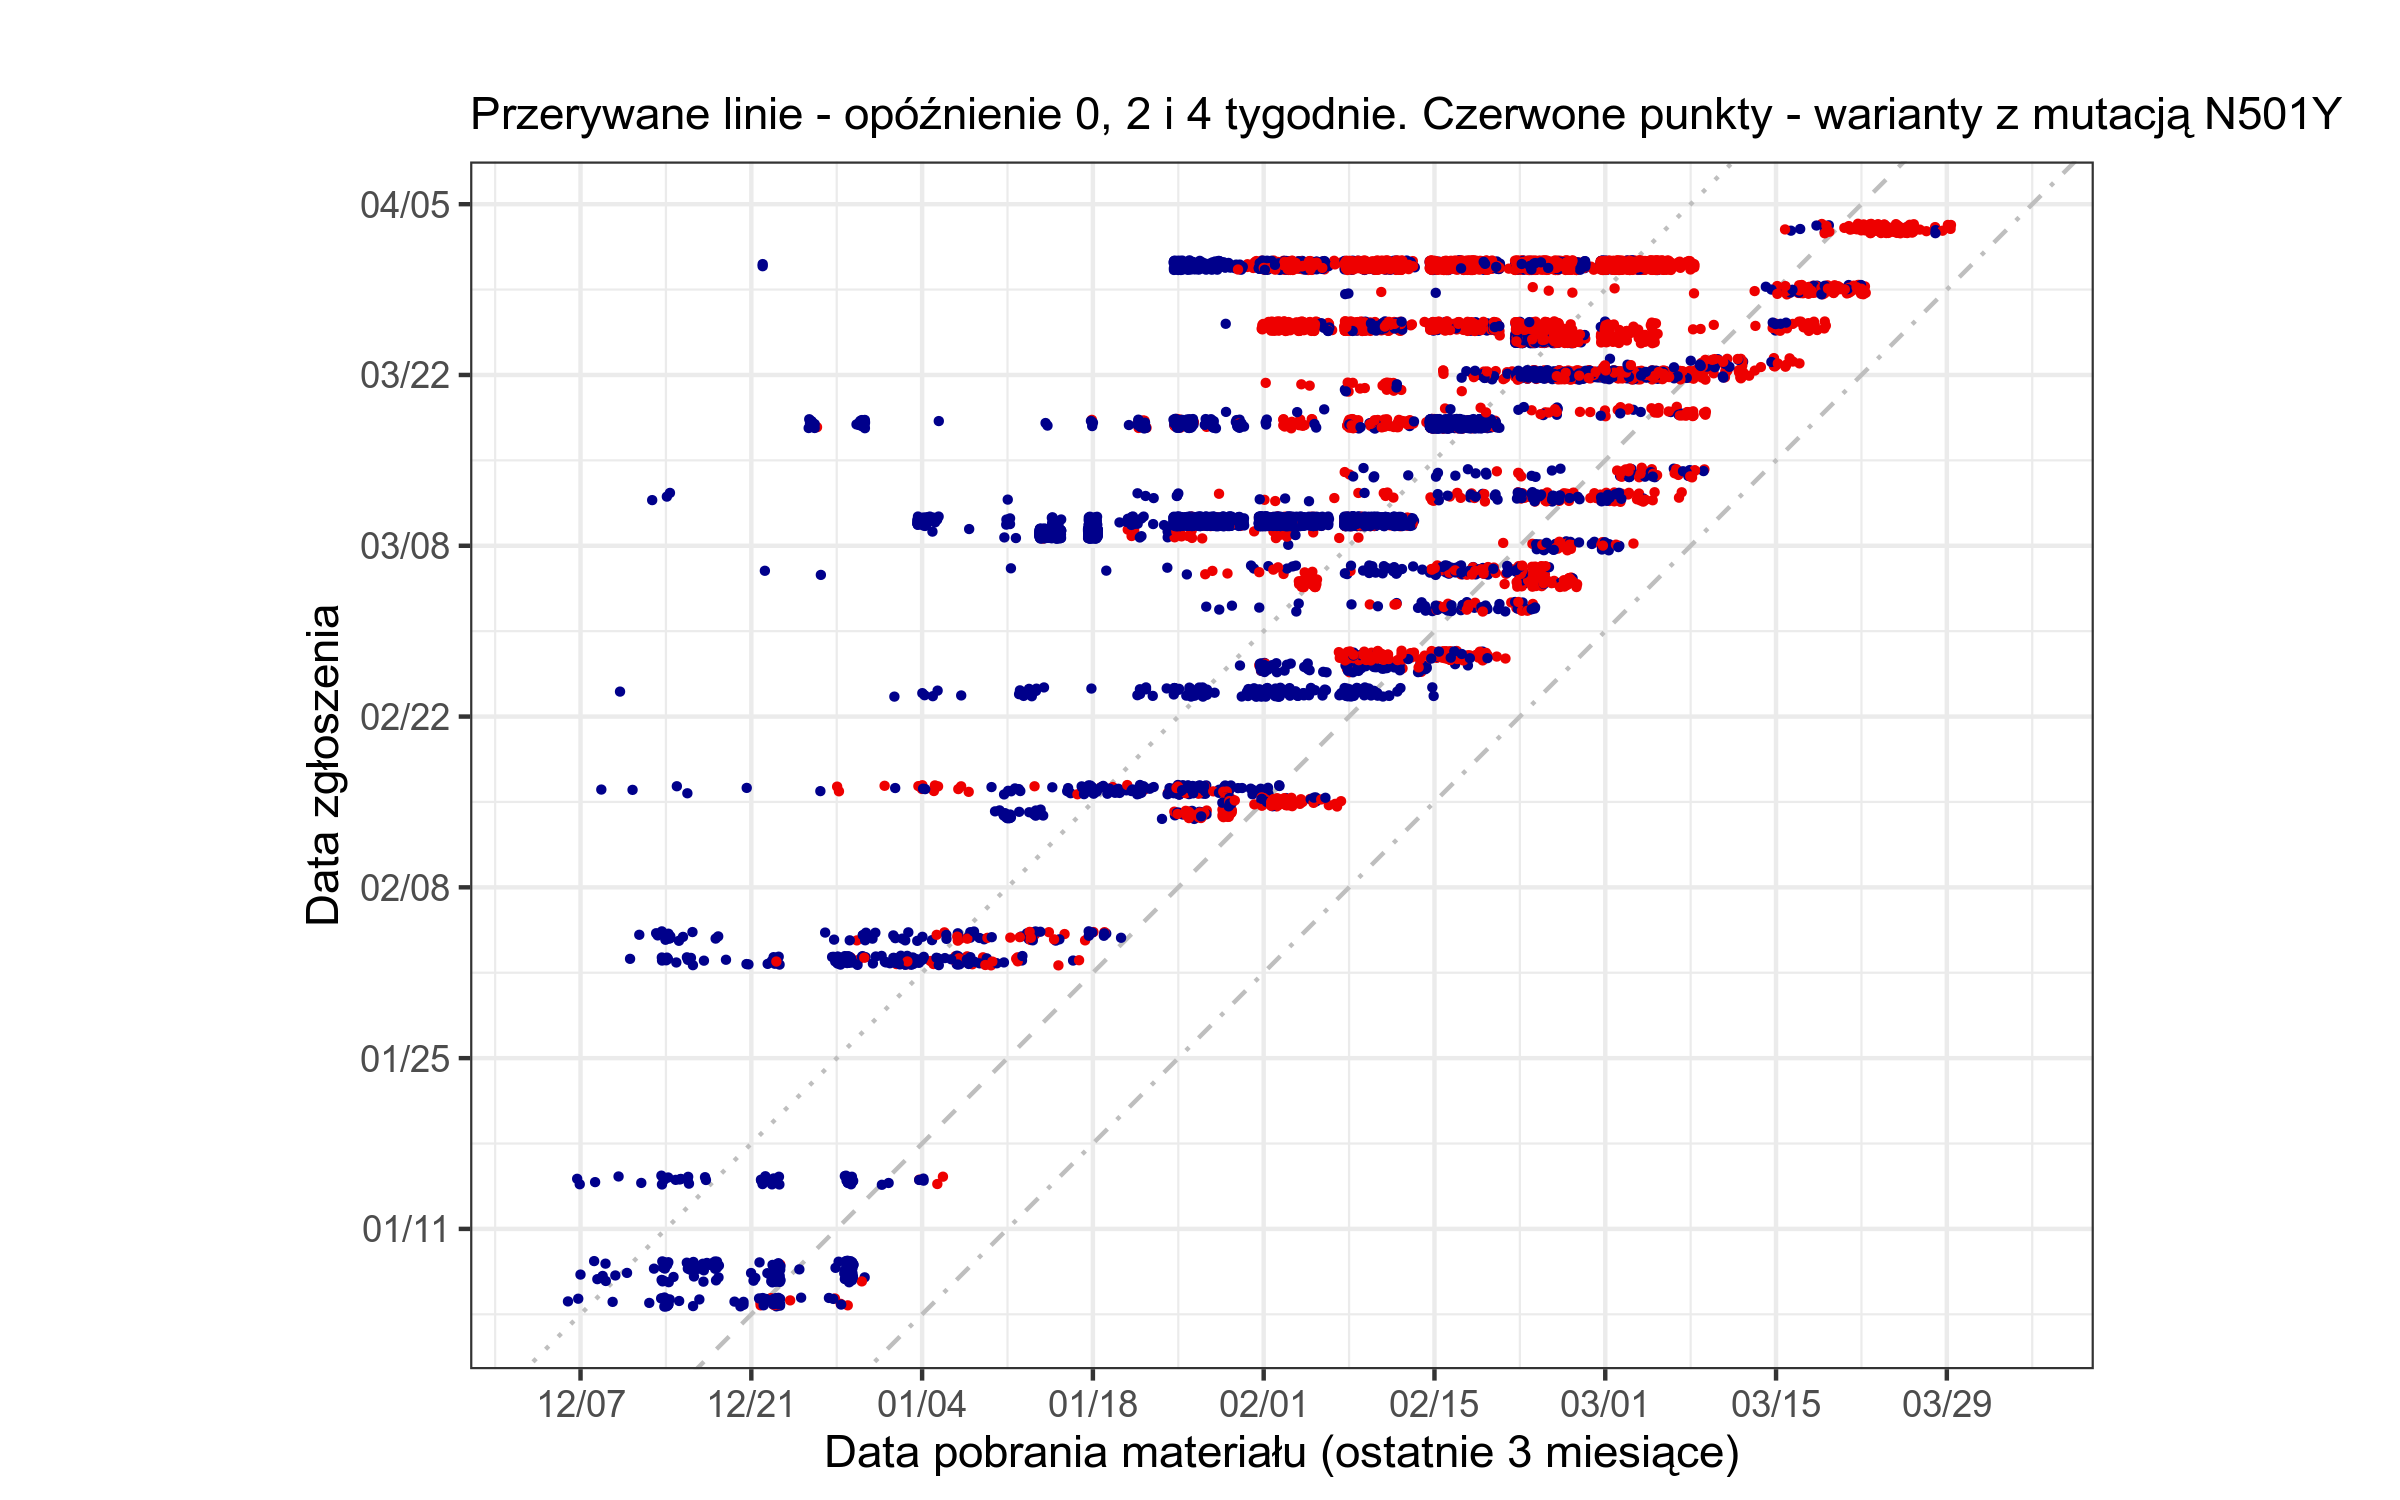 Przerywane linie - opóźnienie 0, 2 i 4 tygodnie. Czerwone punkty - warianty z mutacją N501Y
Data zgłoszenia
04/05
03/22
03/08
02/22
02/08
01/25
01/11
12/07 12/21 01/04 01/18 02/01 02/15 03/01 03/15 03/29
Data pobrania materiału (ostatnie 3 miesiące)